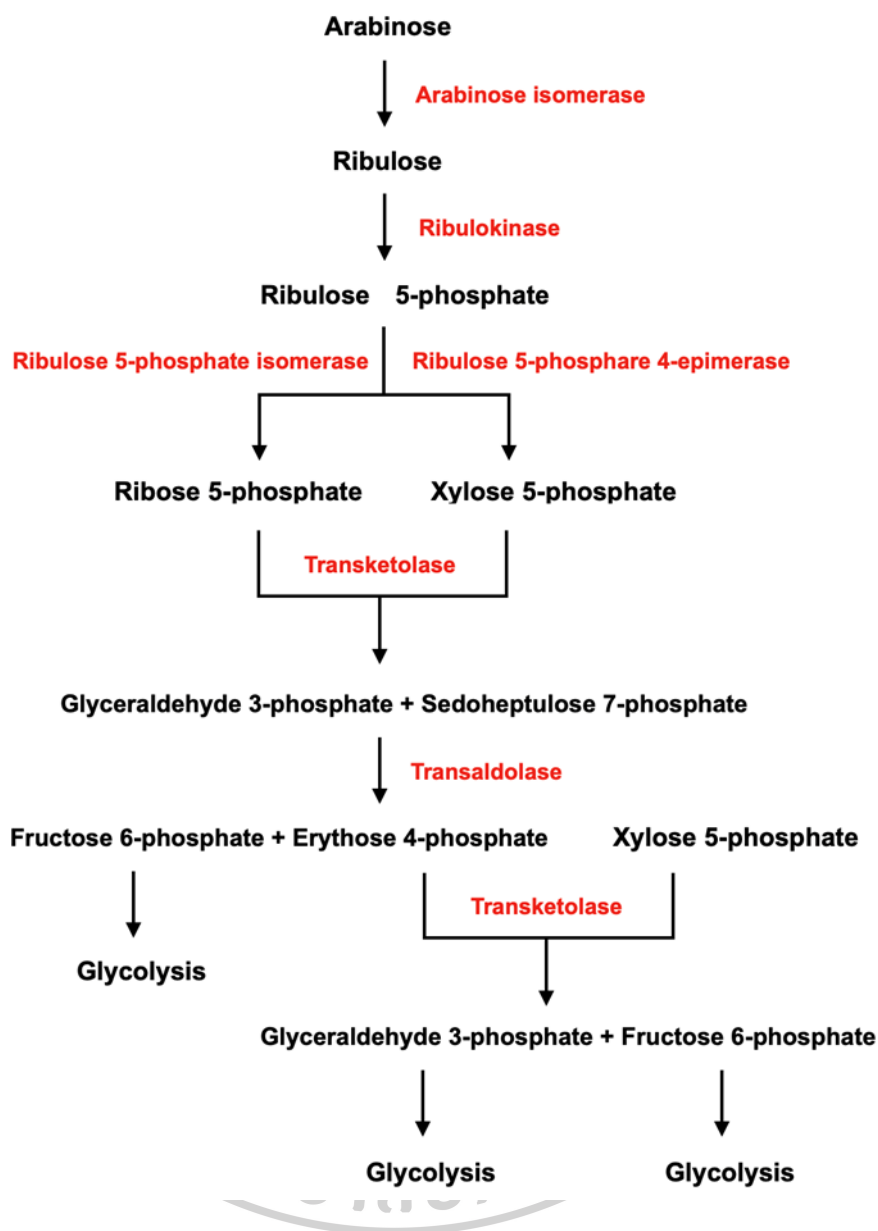 Arabinose
Arabinose isomerase
Ribulose
Ribulokinase
Ribulose 5-phosphate
Ribulose 5-phosphate isomerase Ribulose 5-phosphare 4-epimerase
Ribose 5-phosphate Xylose 5-phosphate
Transketolase
Glyceraldehyde 3-phosphate + Sedoheptulose 7-phosphate
Transaldolase
Fructose 6-phosphate + Erythose 4-phosphate Xylose 5-phosphate
Transketolase
Glycolysis
Glyceraldehyde 3-phosphate + Fructose 6-phosphate
Glycolysis Glycolysis